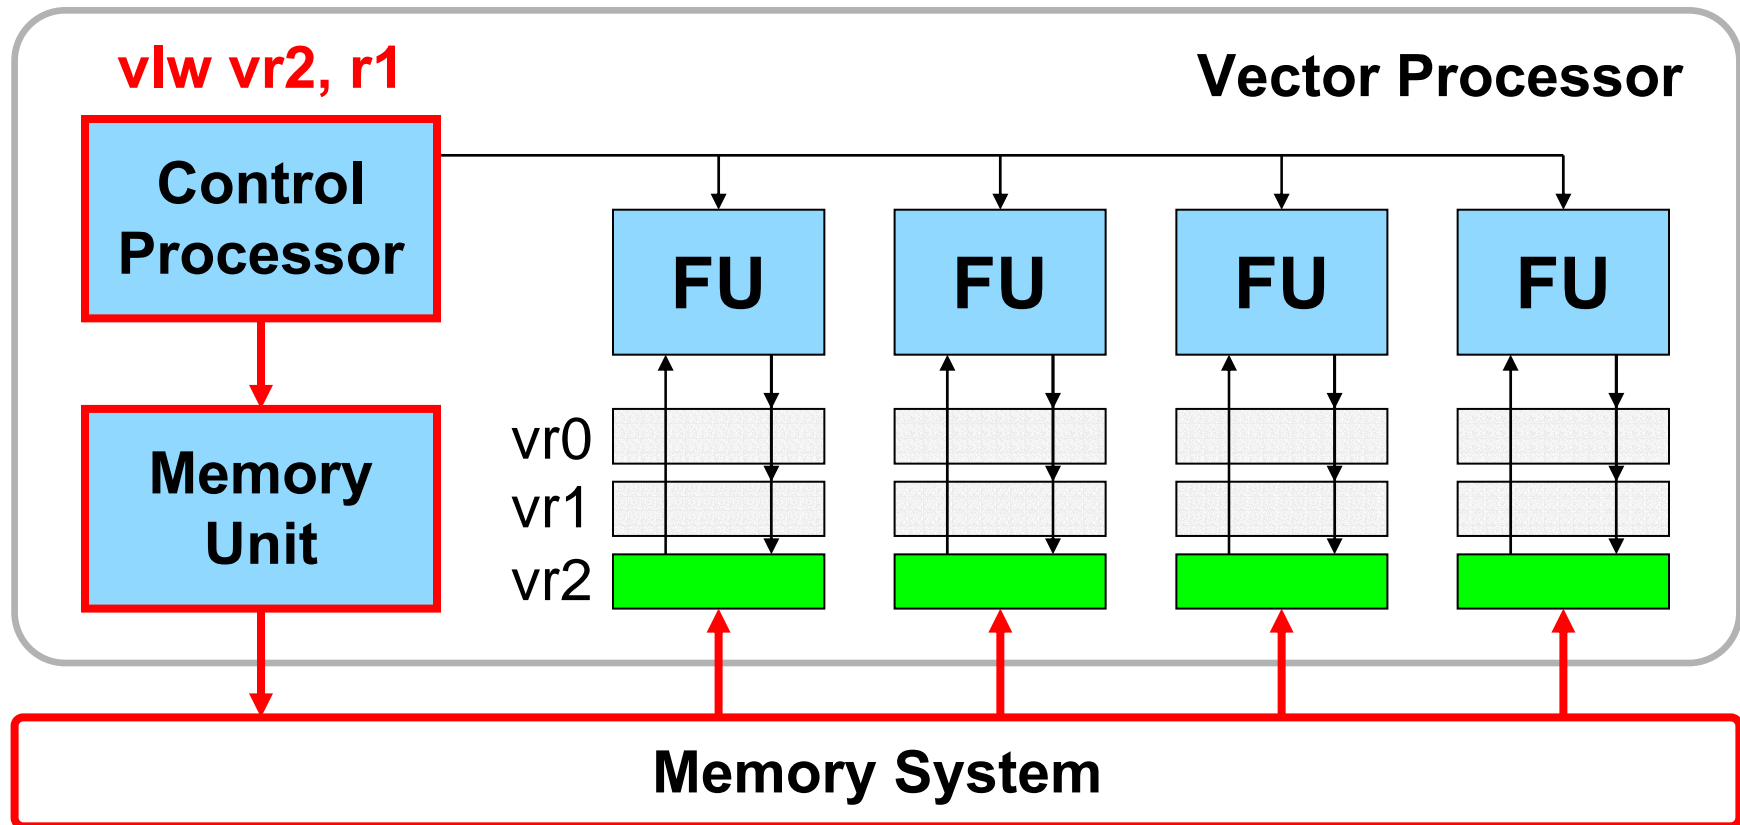 vlw vr2, r1
Vector Processor
Control
Processor
FU
FU
FU
FU
Memory
Unit
vr0
vr1
vr2
Memory System